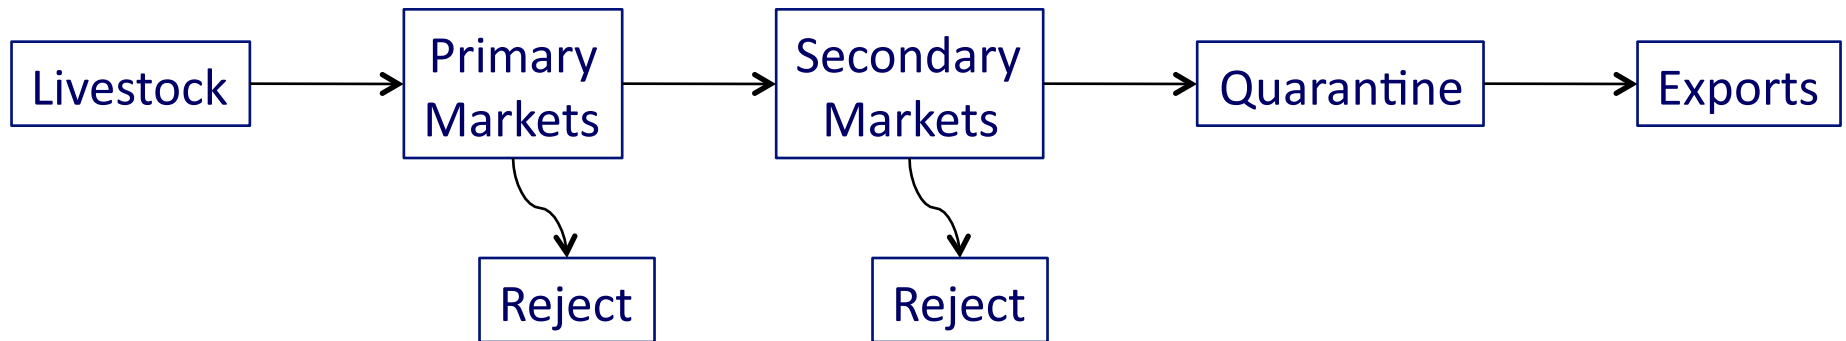 Livestock
Primary
Markets
Secondary
Markets
Quarantine
Exports
Reject
Reject